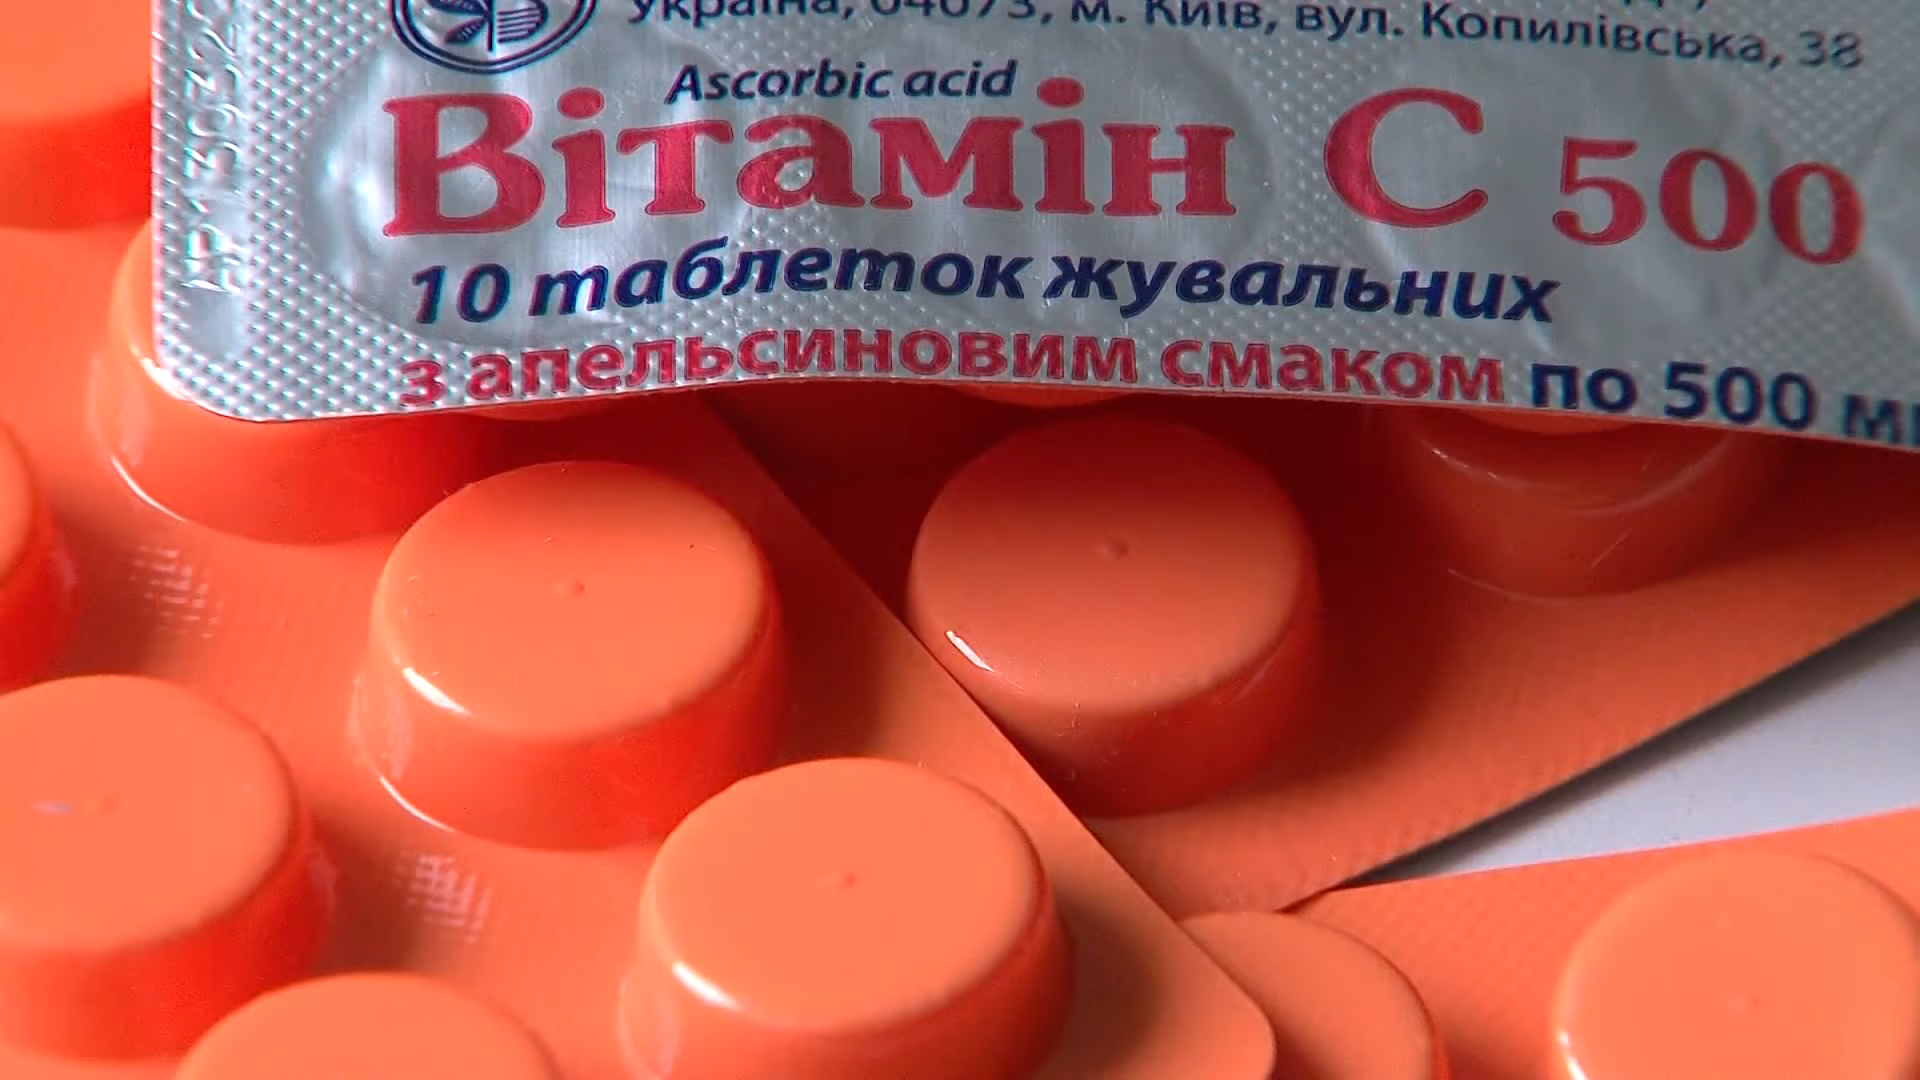 Україна, 04073, м. Київ, вул. Копилівська, 38
Ascorbic acid
Вітамін С 500
10 таблеток жувальних
з апельсиновим смаком по 500